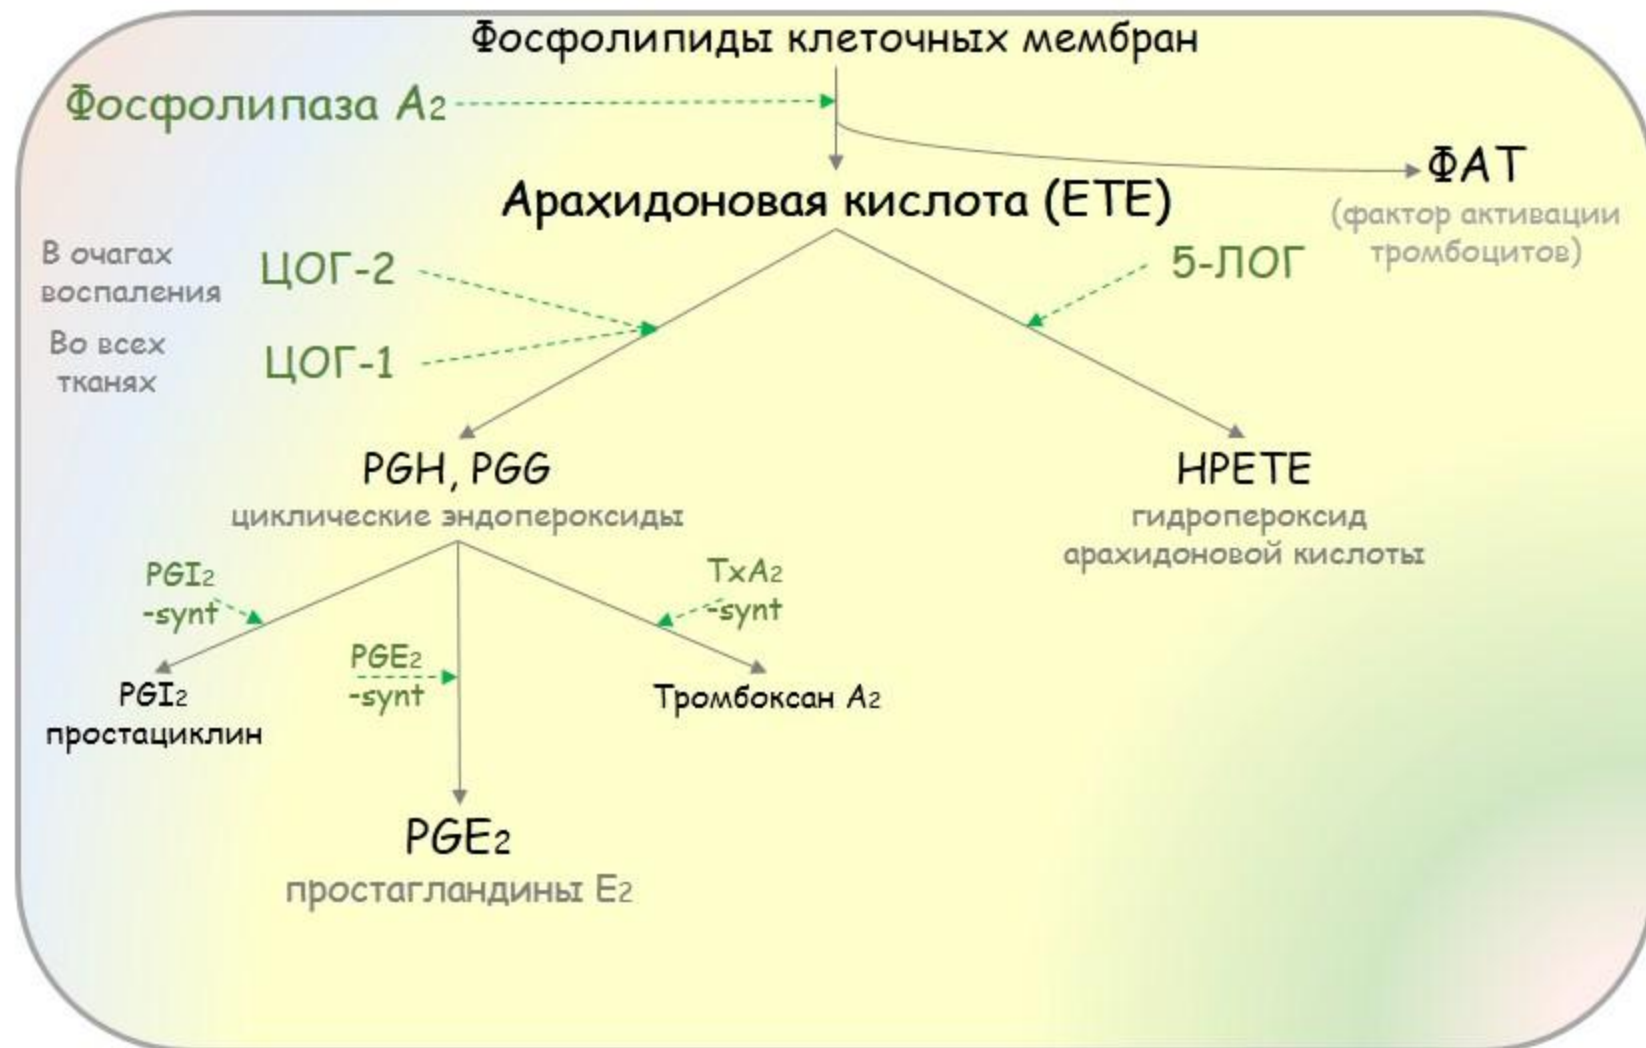 Фосфолипиды клеточных мембран
Фосфолипаза А2
ФАТ
(фактор активации
тромбоцитов)
Арахидоновая кислота (ЕТЕ)
В очагах
воспаления
ЦОГ-2
5-ЛОГ
Во всех
тканях
ЦОГ-1
PGH, PGG
циклические эндопероксиды
HPETE
гидропероксид
арахидоновой кислоты
PGI2
-synt
TxA2
-synt
PGE2
-synt
PGI2
простациклин
Тромбоксан А2
PGE2
простагландины Е2